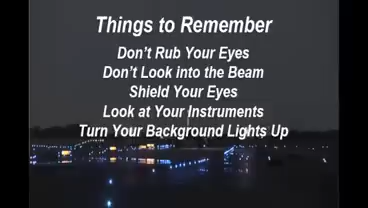 Things to Remember
Don't Rub Your Eyes
Don't Look into the Beam
Shield Your Eyes
Look at Your Instruments
Turn Your Background Lights Up